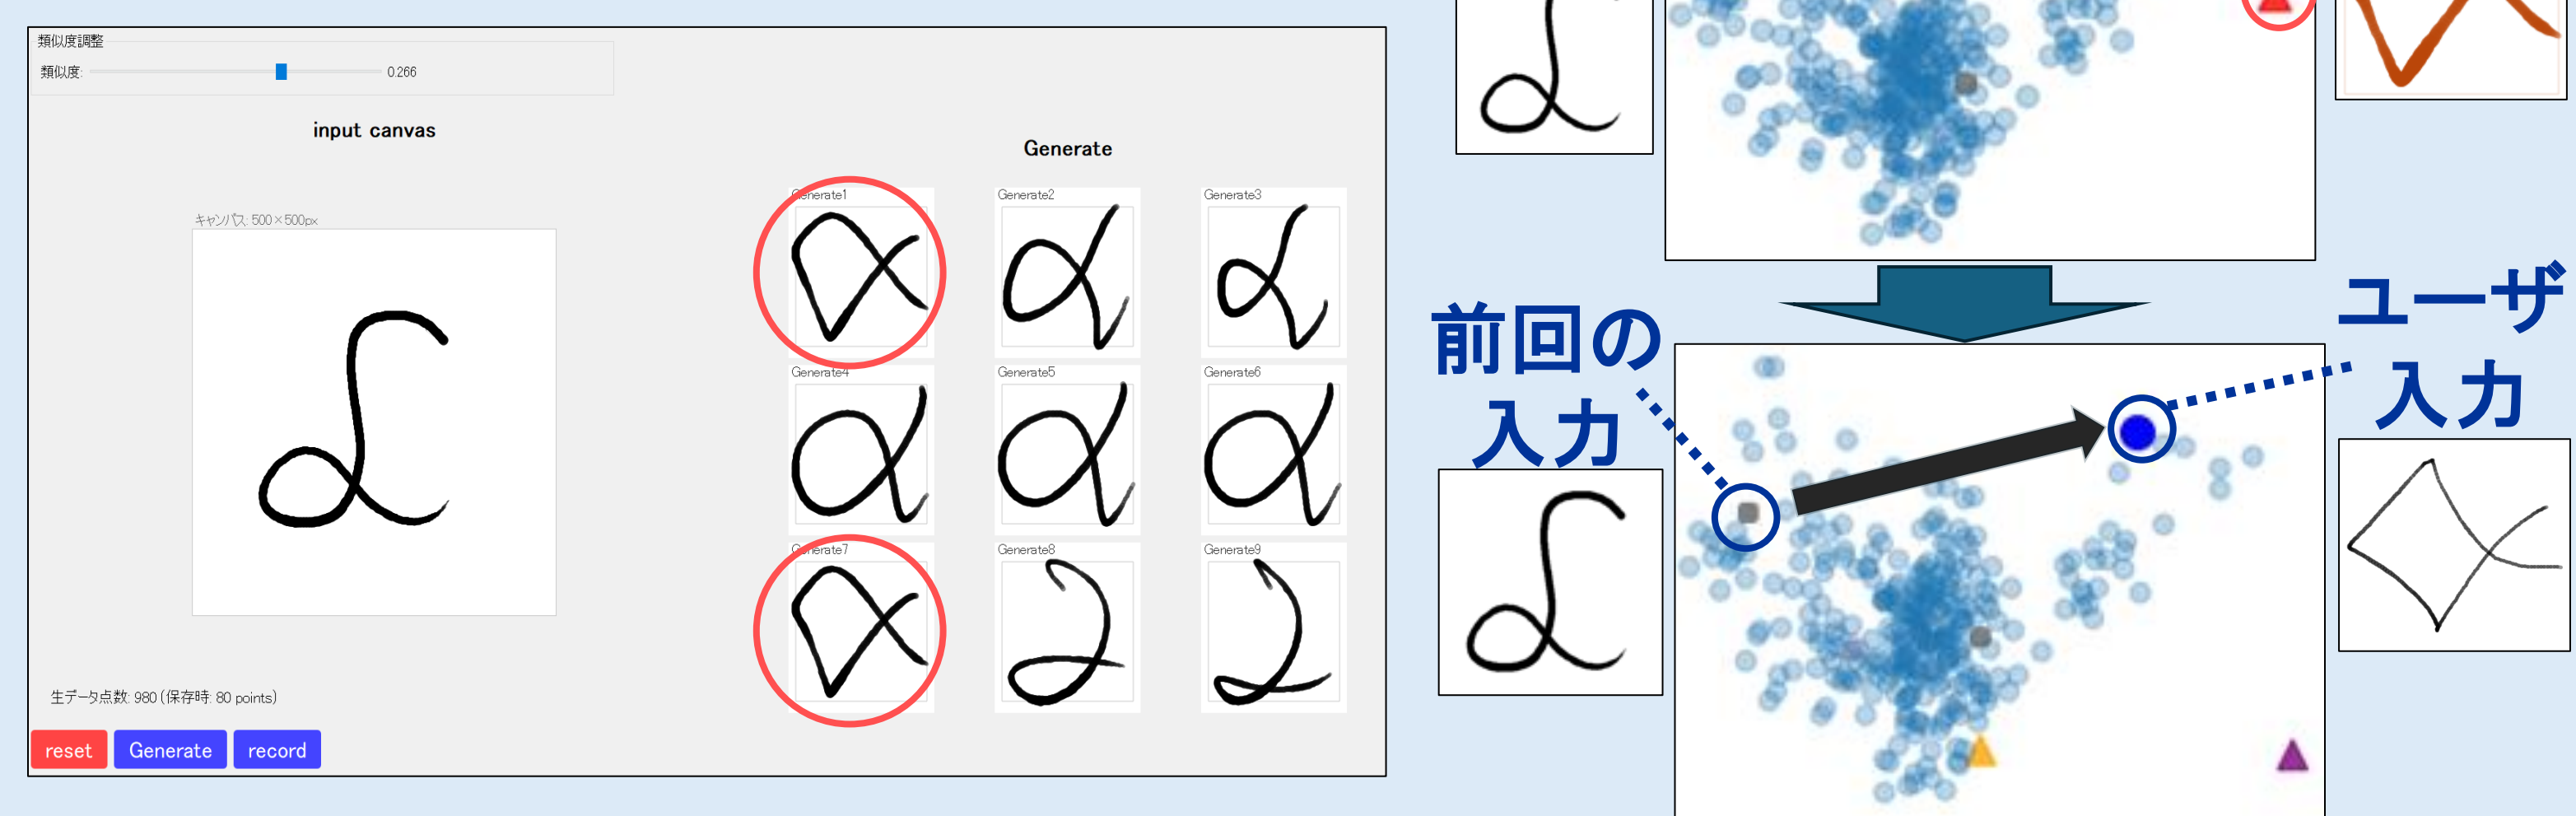 類似度調整
類似度:
0.266
input canvas
Generate
キャンバス: 500×500px
Generate1
Generate2
Generate3
Generate4
Generate5
Generate6
Generate7
Generate8
Generate9
生データ点数: 980 (保存時: 80 points)
reset
Generate
record
前回の
入力
ユーザ
入力